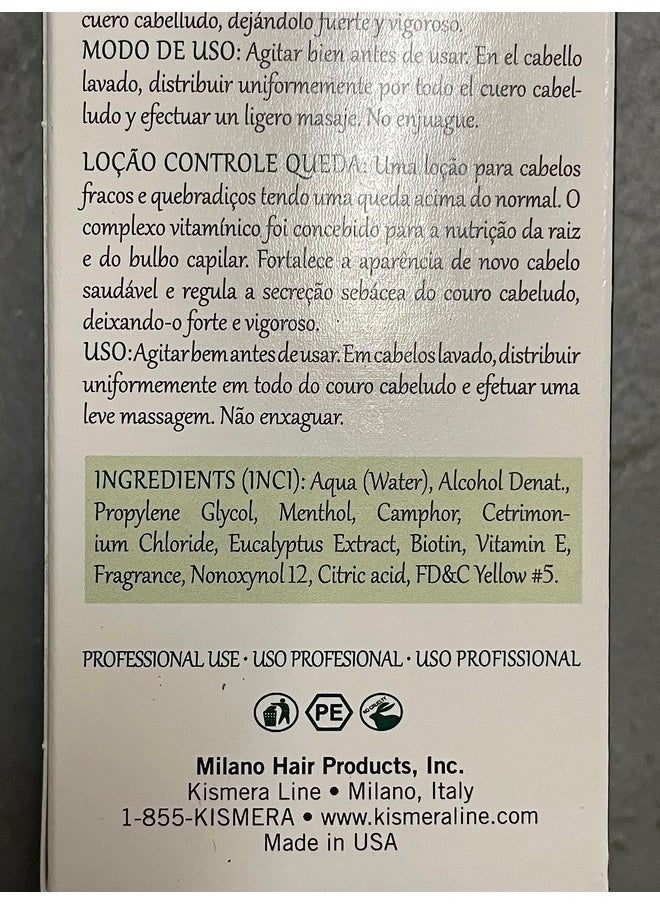 cuero cabelludo, dejándolo fuerte y vigoroso.
MODO DE USO: Agitar bien antes de usar. En el cabello
lavado, distribuir uniformemente por todo el cuero cabel-
ludo y efectuar un ligero masaje. No enjuague.
LOÇÃO CONTROLE QUEDA: Uma loção para cabelos
fracos e quebradiços tendo uma queda acima do normal. O
complexo vitamínico foi concebido para a nutrição da raiz
e do bulbo capilar. Fortalece a aparência de novo cabelo
saudável e regula a secreção sebácea do couro cabeludo,
deixando-o forte e vigoroso.
USO: Agitar bem antes de usar. Em cabelos lavado, distribuir
uniformemente em todo do couro cabeludo e efetuar uma
leve massagem. Não enxaguar.
INGREDIENTS (INCI): Aqua (Water), Alcohol Denat.,
Propylene Glycol, Menthol, Camphor, Cetrimon-
ium Chloride, Eucalyptus Extract, Biotin, Vitamin E,
Fragrance, Nonoxynol 12, Citric acid, FD&C Yellow #5.
PROFESSIONAL USE · USO PROFESIONAL · USO PROFISSIONAL
PE NO CRUELTY
Milano Hair Products, Inc.
Kismera Line • Milano, Italy
1-855-KISMERA • www.kismeraline.com
Made in USA